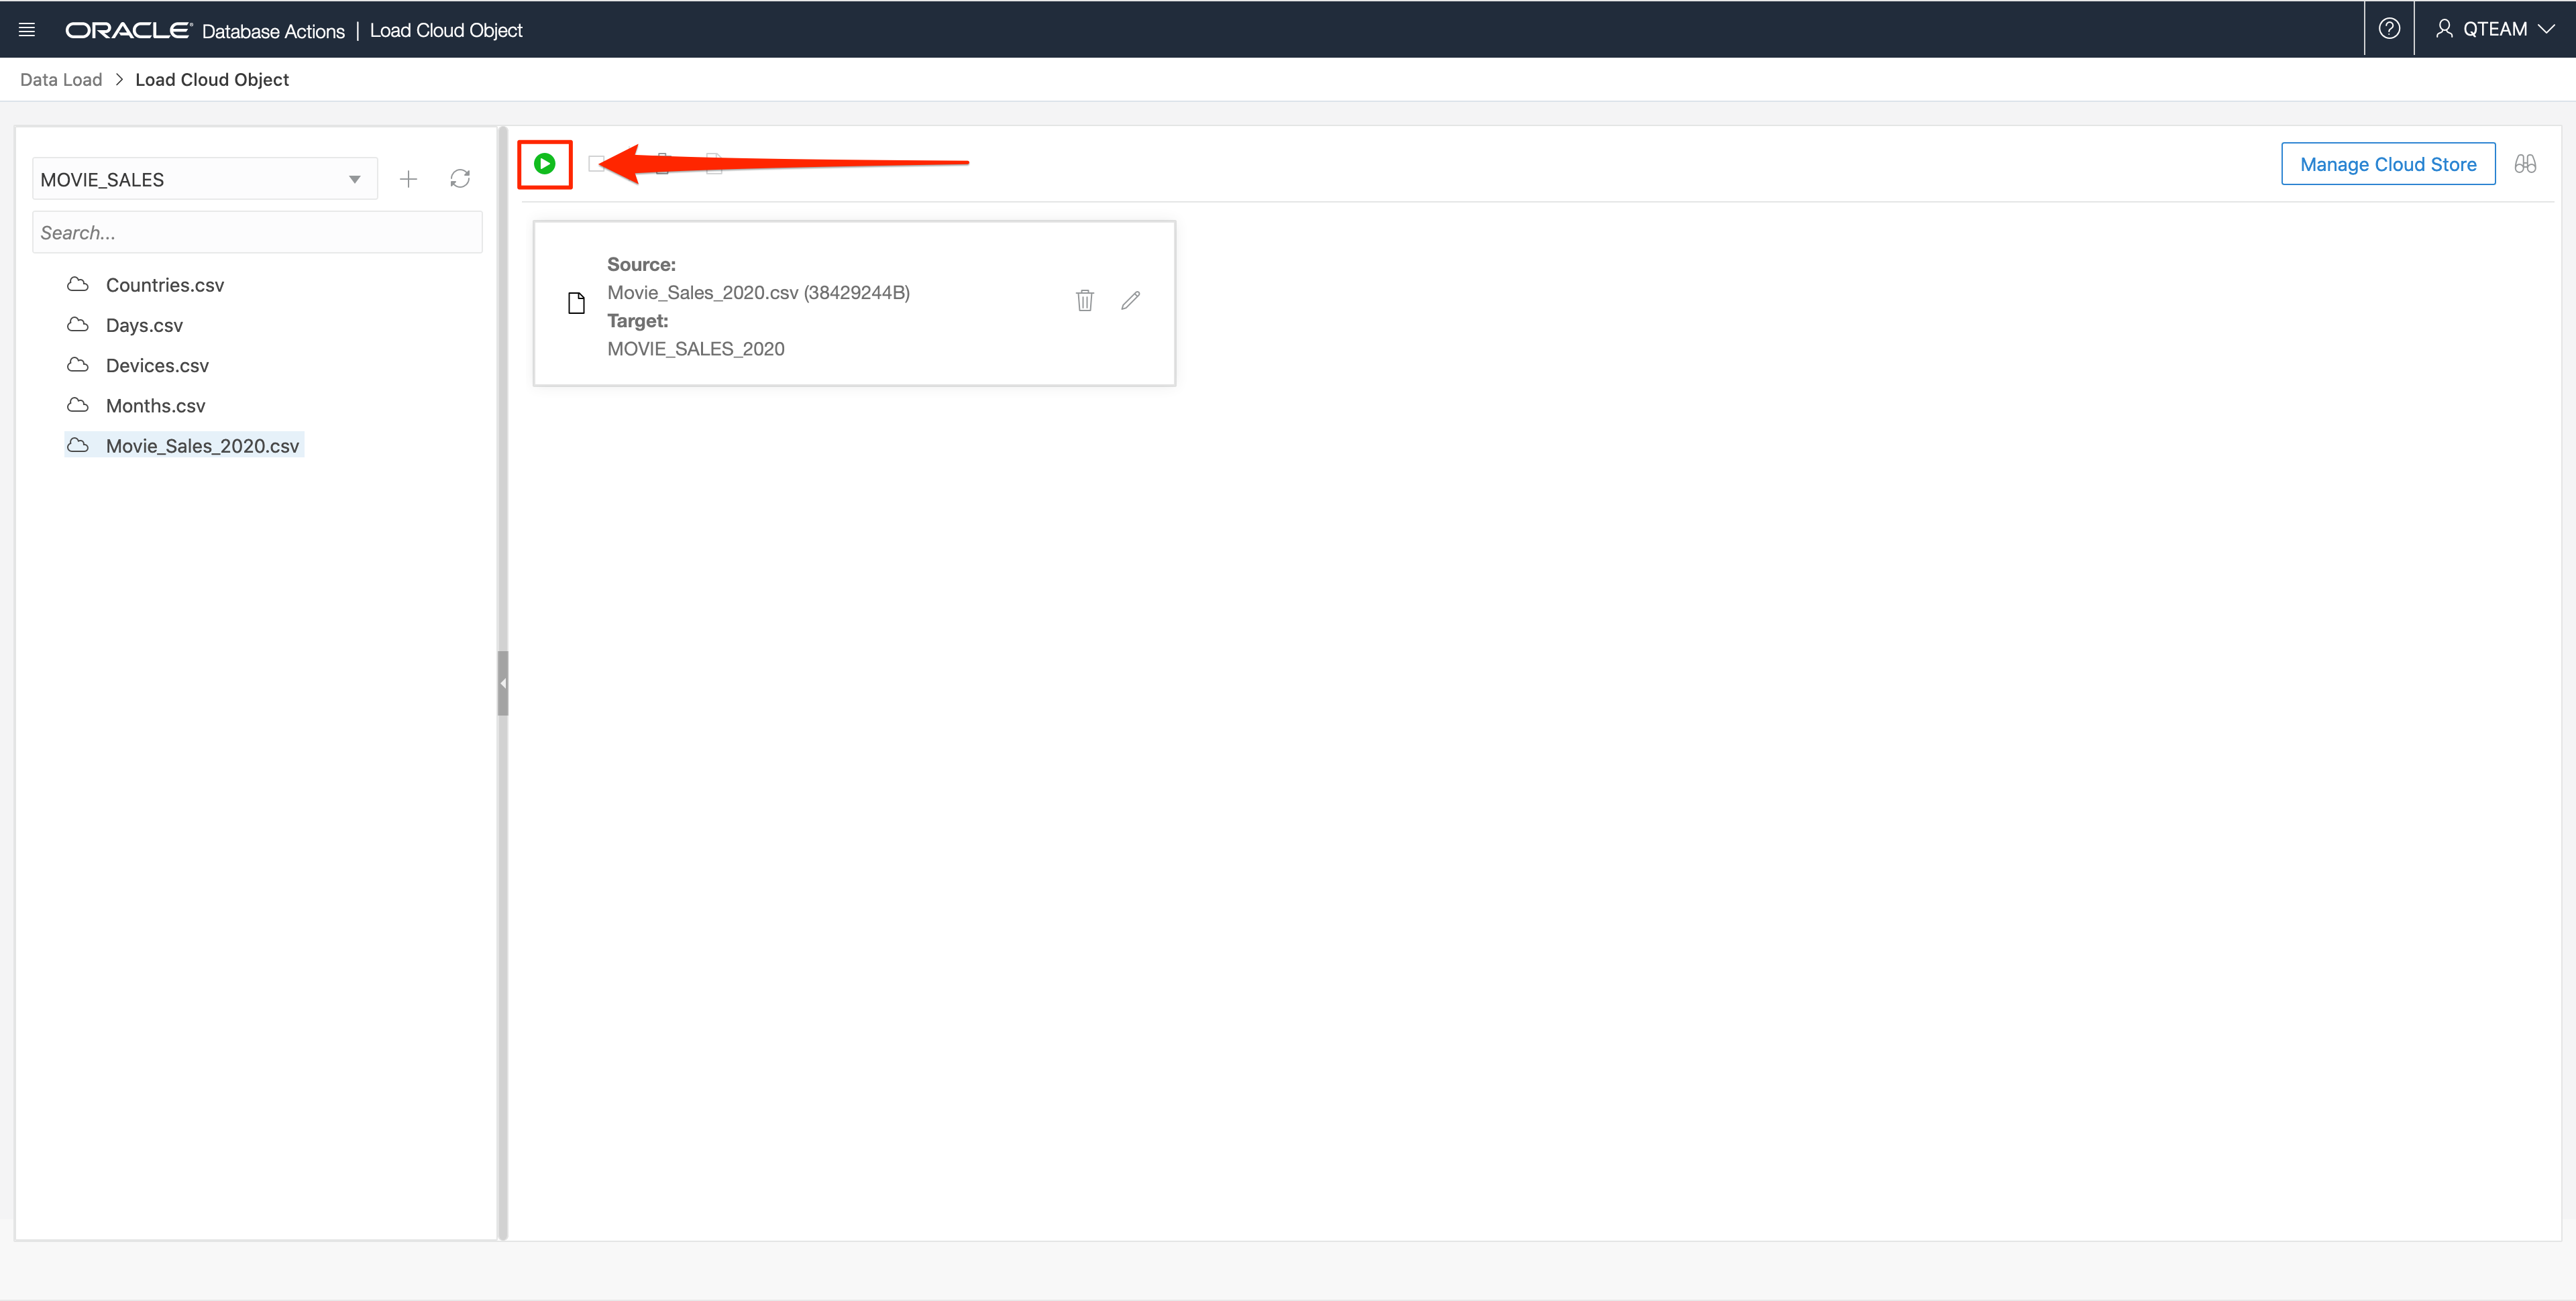 ORACLE Database Actions | Load Cloud Object
QTEAM
Data Load > Load Cloud Object
MOVIE_SALES
Manage Cloud Store
Search...
Countries.csv
Days.csv
Devices.csv
Months.csv
Movie_Sales_2020.csv
Source:
Movie_Sales_2020.csv (38429244B)
Target:
MOVIE_SALES_2020